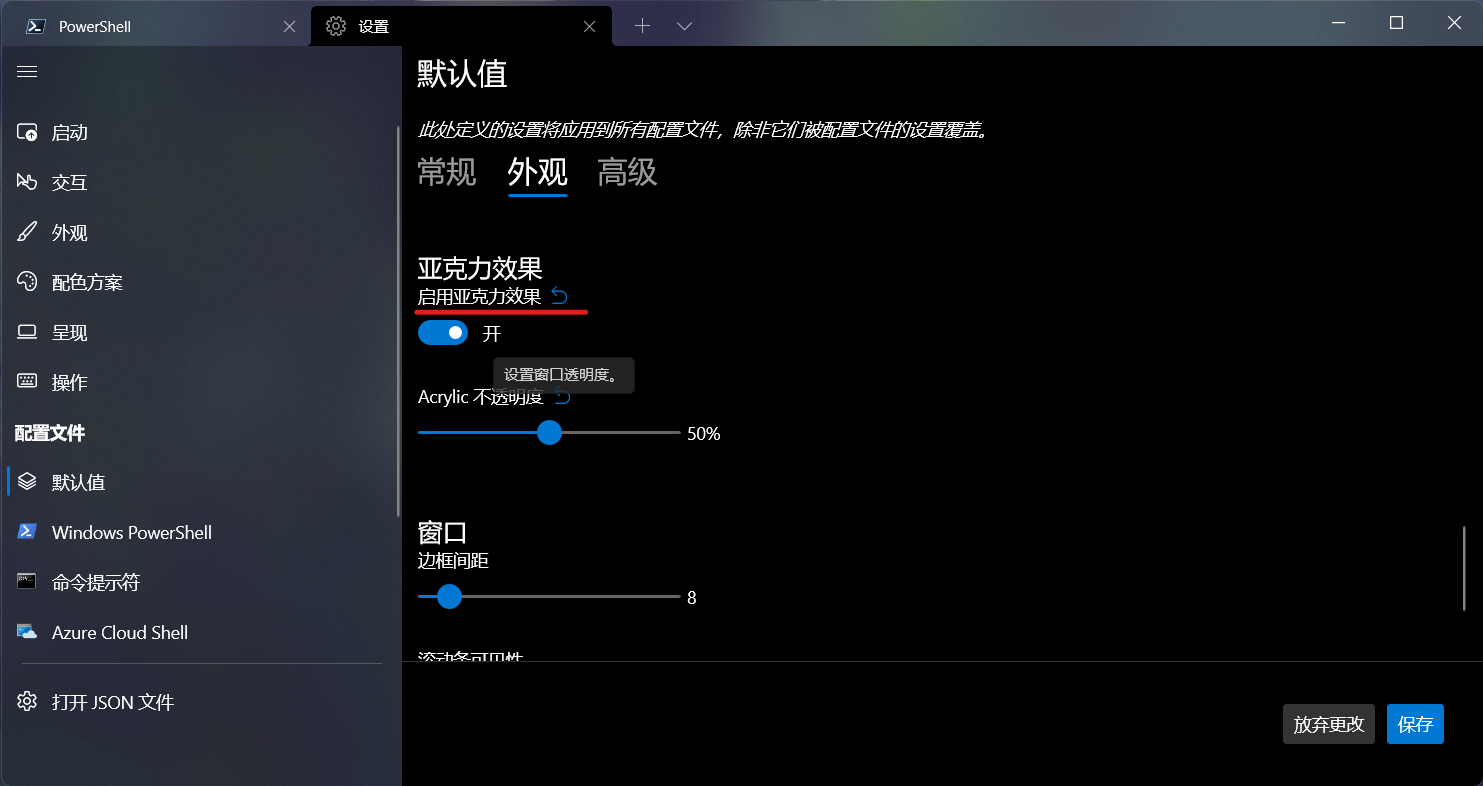 PowerShell
设置
启动
交互
外观
配色方案
呈现
操作
配置文件
默认值
Windows PowerShell
命令提示符
Azure Cloud Shell
打开 JSON 文件
默认值
此处定义的设置将应用到所有配置文件，除非它们被配置文件的设置覆盖。
常规 外观 高级
亚克力效果
启用亚克力效果
开
设置窗口透明度。
Acrylic 不透明度
50%
窗口
边框间距
8
滚动条可见性
放弃更改 保存